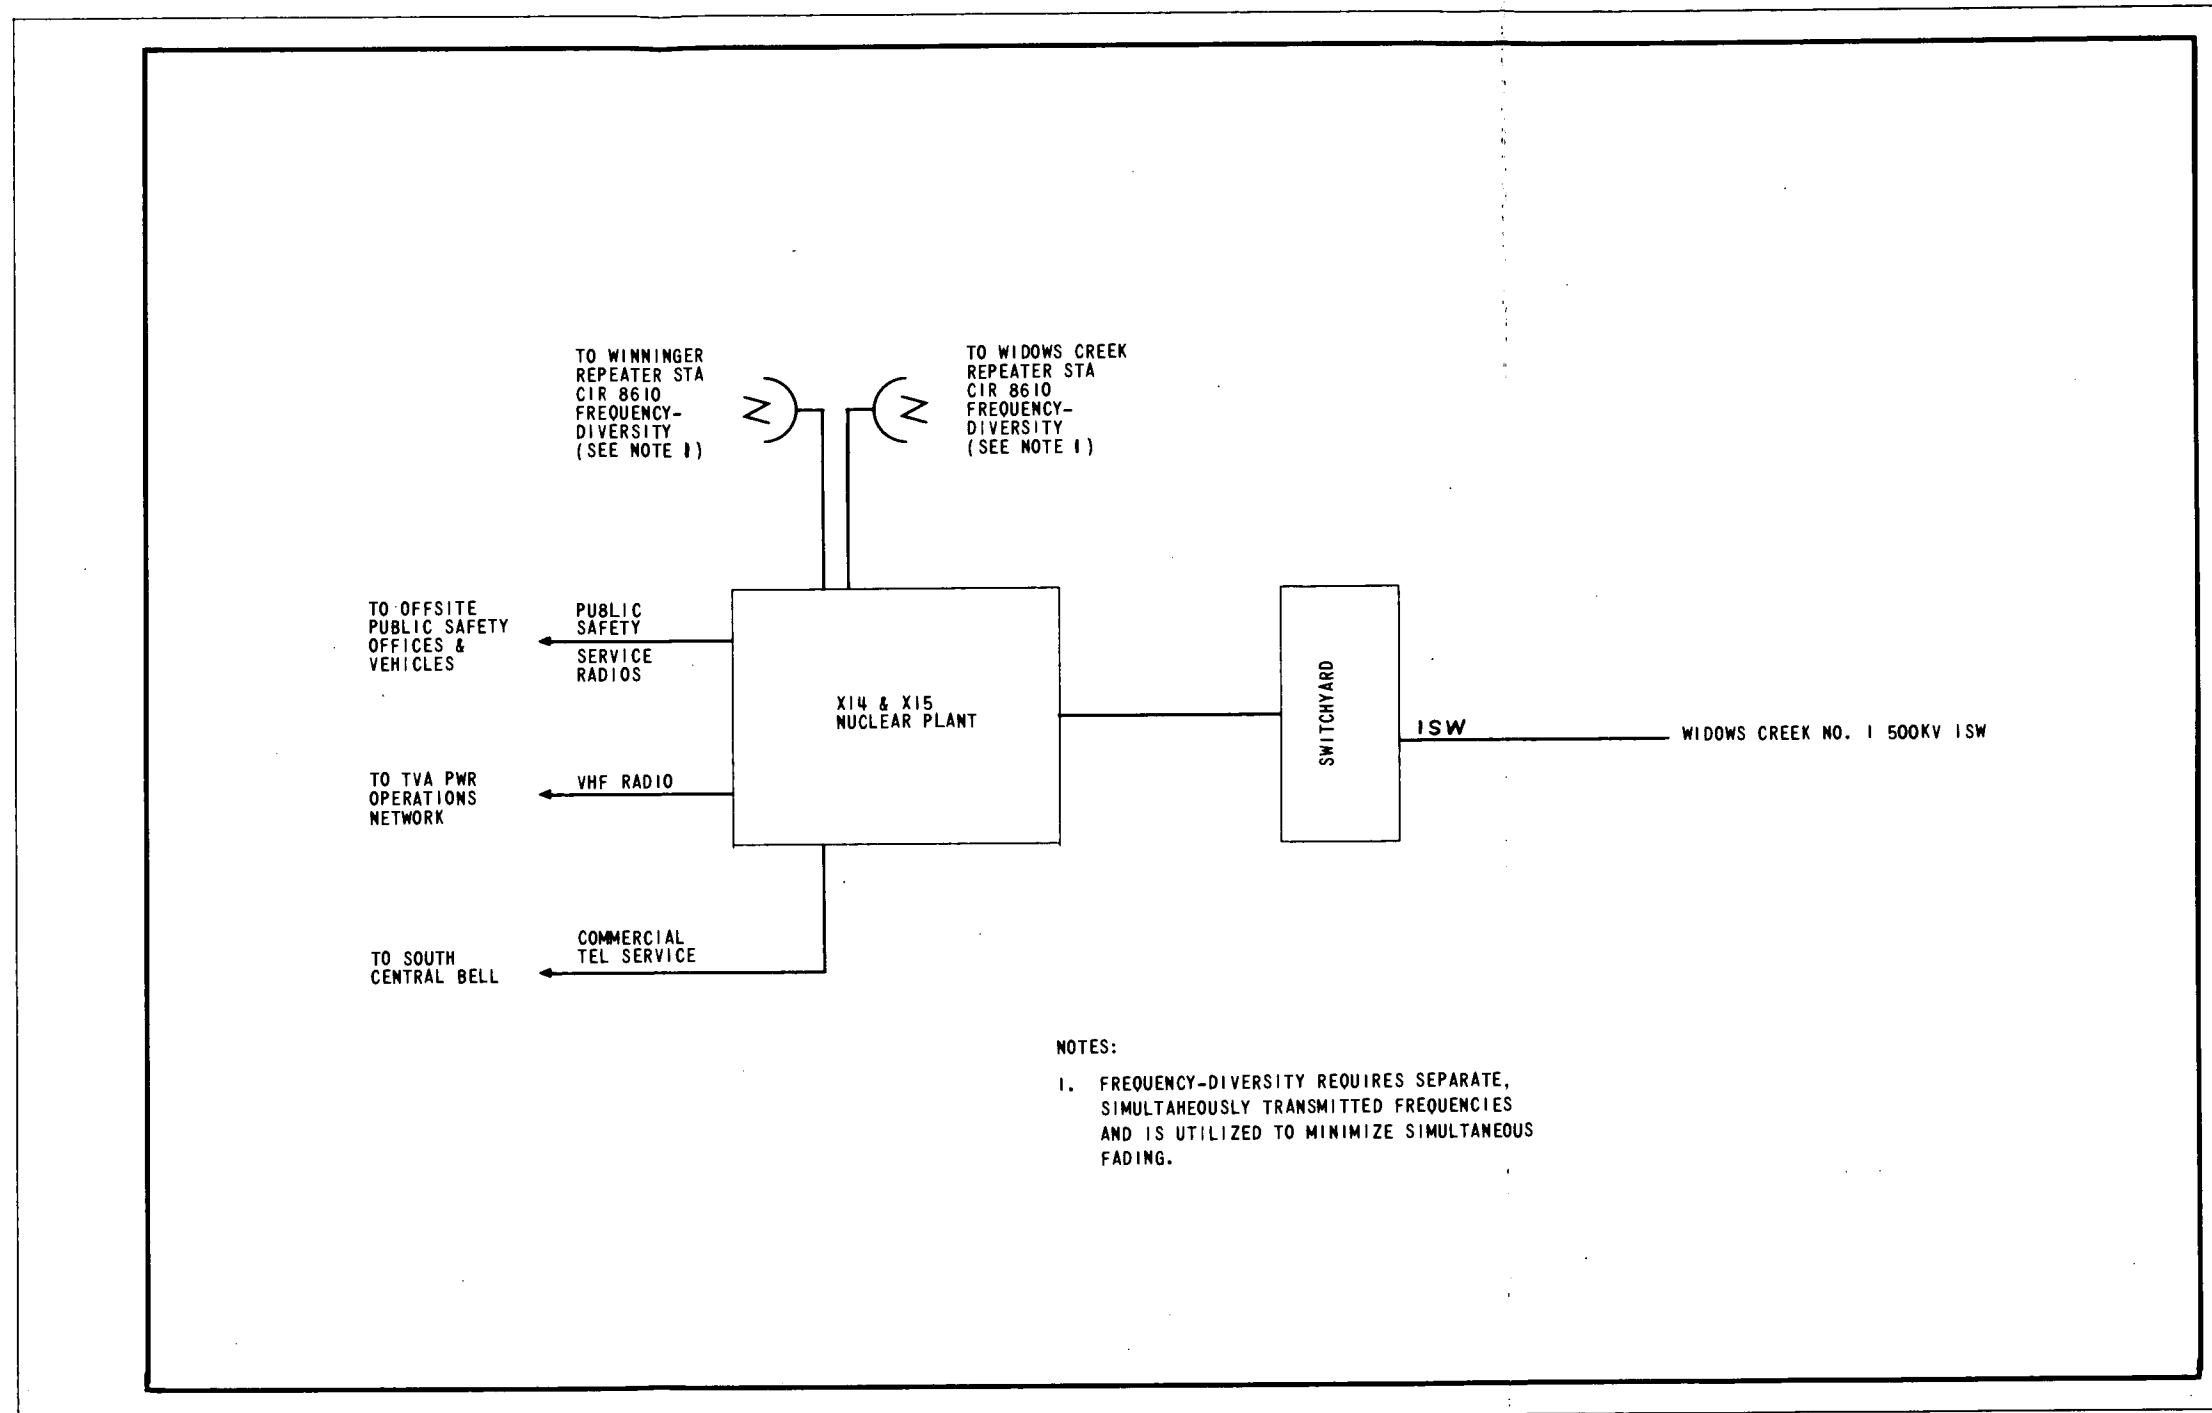 TO WINNINGER
REPEATER STA
CIR 8610
FREQUENCY-
DIVERSITY
(SEE NOTE 1)
TO WIDOWS CREEK
REPEATER STA
CIR 8610
FREQUENCY-
DIVERSITY
(SEE NOTE 1)
TO OFFSITE
PUBLIC SAFETY
OFFICES &
VEHICLES
PUBLIC
SAFETY
SERVICE
RADIOS
X14 & X15
NUCLEAR PLANT
SWITCHYARD
ISW
WIDOWS CREEK NO. 1 500KV ISW
TO TVA PWR
OPERATIONS
NETWORK
VHF RADIO
COMMERCIAL
TEL SERVICE
TO SOUTH
CENTRAL BELL
NOTES:
1. FREQUENCY-DIVERSITY REQUIRES SEPARATE,
SIMULTAHEOUSLY TRANSMITTED FREQUENCIES
AND IS UTILIZED TO MINIMIZE SIMULTANEOUS
FADING.